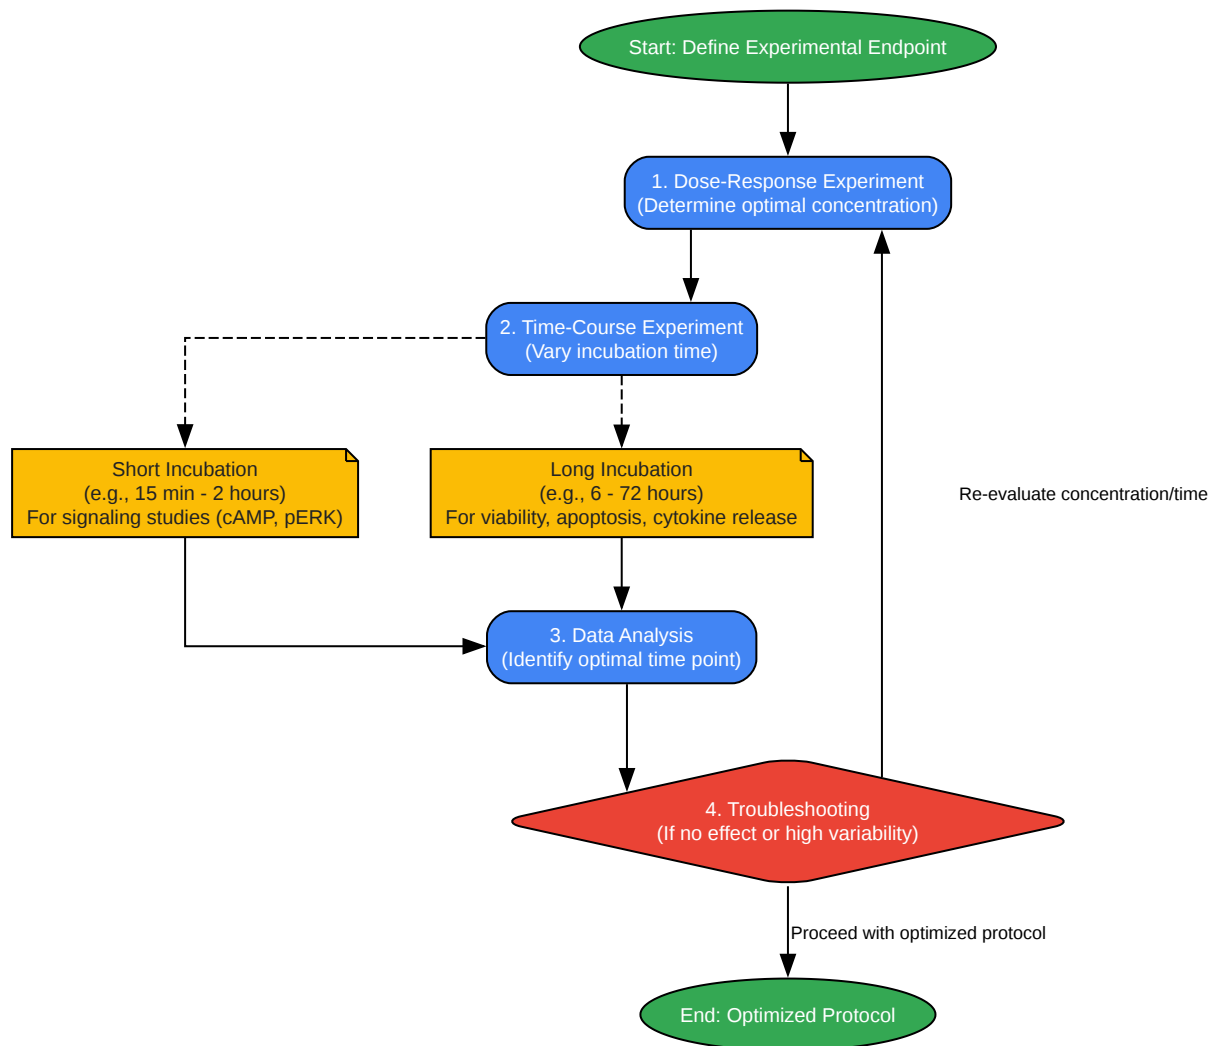 Start: Define Experimental Endpoint
1. Dose-Response Experiment
(Determine optimal concentration)
2. Time-Course Experiment
(Vary incubation time)
Short Incubation
(e.g., 15 min - 2 hours)
For signaling studies (cAMP, pERK)
Long Incubation
(e.g., 6 - 72 hours)
For viability, apoptosis, cytokine release
Re-evaluate concentration/time
3. Data Analysis
(Identify optimal time point)
4. Troubleshooting
(If no effect or high variability)
Proceed with optimized protocol
End: Optimized Protocol